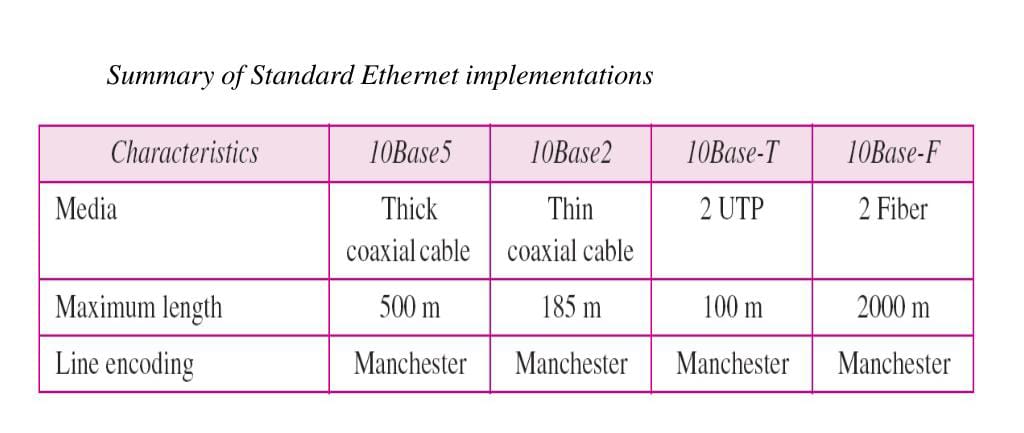 Summary of Standard Ethernet implementations
Characteristics 10Base5 10Base2 10Base-T 10Base-F
Media Thick Thin 2 UTP 2 Fiber
coaxial cable coaxial cable
Maximum length 500 m 185 m 100 m 2000 m
Line encoding Manchester Manchester Manchester Manchester